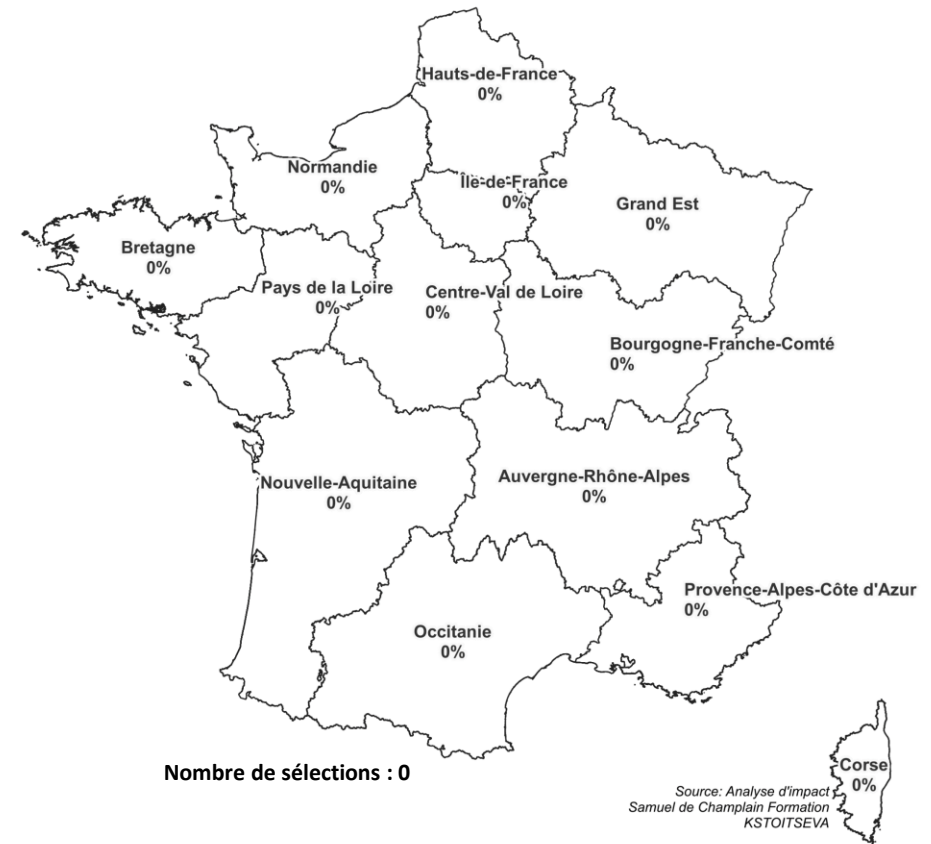 Hauts-de-France
0%
Normandie
0%
Île-de-France
0%
Grand Est
0%
Bretagne
0%
Pays de la Loire
0%
Centre-Val de Loire
0%
Bourgogne-Franche-Comté
0%
Nouvelle-Aquitaine
0%
Auvergne-Rhône-Alpes
0%
Provence-Alpes-Côte d'Azur
0%
Occitanie
0%
Corse
0%
Nombre de sélections : 0
Source: Analyse d'impact
Samuel de Champlain Formation
KSTOITSEVA